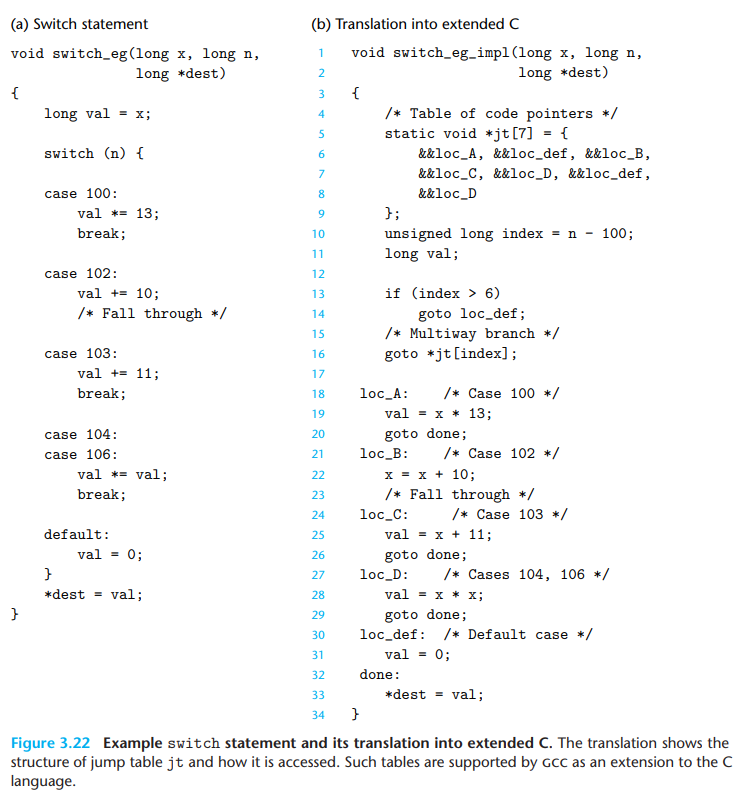 (a) Switch statement
void switch_eg(long x, long n,
               long *dest)
{
    long val = x;

    switch (n) {

    case 100:
        val *= 13;
        break;

    case 102:
        val += 10;
        /* Fall through */

    case 103:
        val += 11;
        break;

    case 104:
    case 106:
        val *= val;
        break;

    default:
        val = 0;
    }
    *dest = val;
}
(b) Translation into extended C
1   void switch_eg_impl(long x, long n,
2                       long *dest)
3   {
4       /* Table of code pointers */
5       static void *jt[7] = {
6           &&loc_A, &&loc_def, &&loc_B,
7           &&loc_C, &&loc_D, &&loc_def,
8           &&loc_D
9       };
10      unsigned long index = n - 100;
11      long val;
12
13      if (index > 6)
14          goto loc_def;
15      /* Multiway branch */
16      goto *jt[index];
17
18   loc_A:    /* Case 100 */
19      val = x * 13;
20      goto done;
21   loc_B:    /* Case 102 */
22      x = x + 10;
23      /* Fall through */
24   loc_C:     /* Case 103 */
25      val = x + 11;
26      goto done;
27   loc_D:    /* Cases 104, 106 */
28      val = x * x;
29      goto done;
30   loc_def:  /* Default case */
31      val = 0;
32   done:
33      *dest = val;
34  }
Figure 3.22 Example switch statement and its translation into extended C. The translation shows the
structure of jump table jt and how it is accessed. Such tables are supported by GCC as an extension to the C
language.